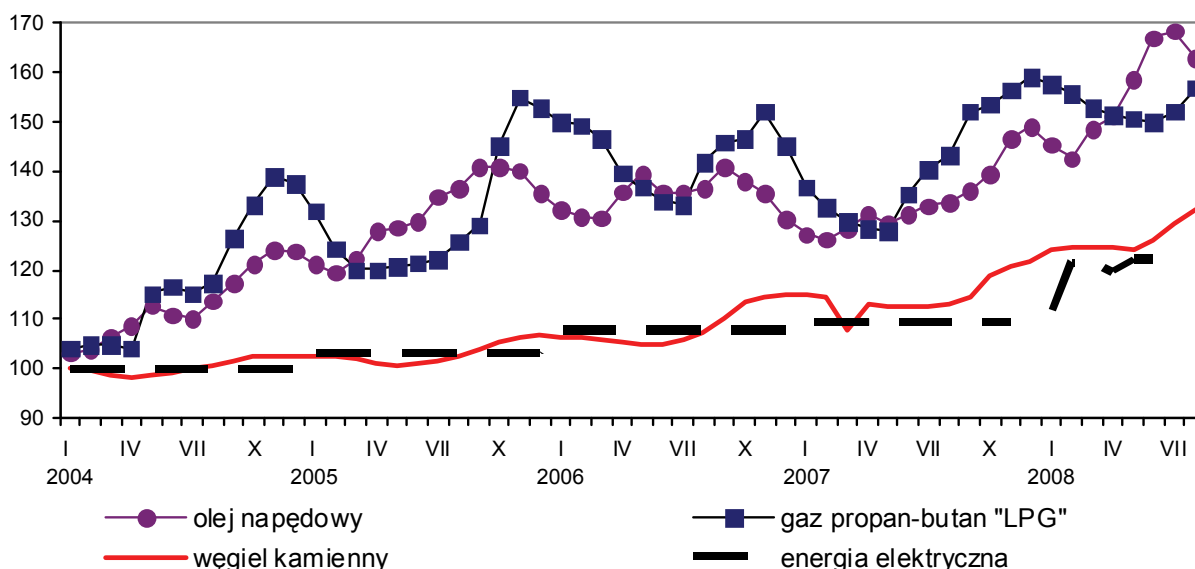 170
160
150
140
130
120
110
100
90
I IV VII X I IV VII X I IV VII X I IV VII X I IV VII
2004 2005 2006 2007 2008
olej napędowy gaz propan-butan "LPG"
węgiel kamienny energia elektryczna